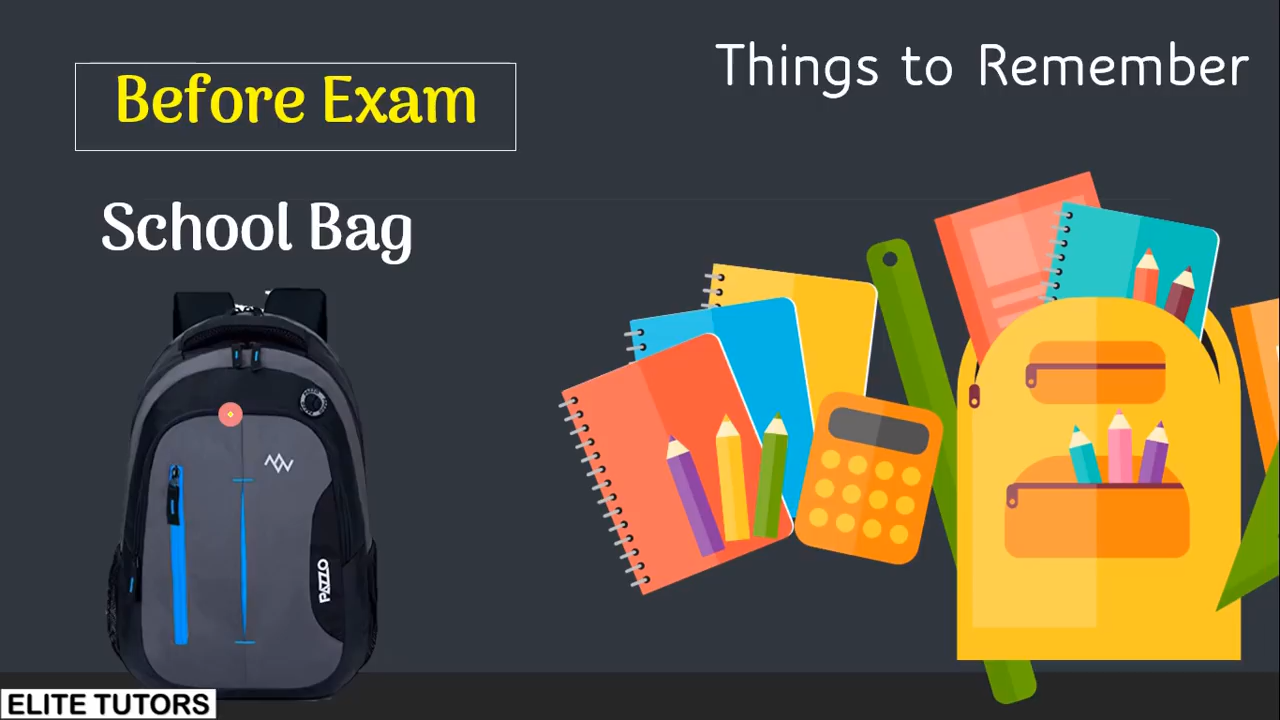 Things to Remember
Before Exam
School Bag
PAZZO
ELITE TUTORS